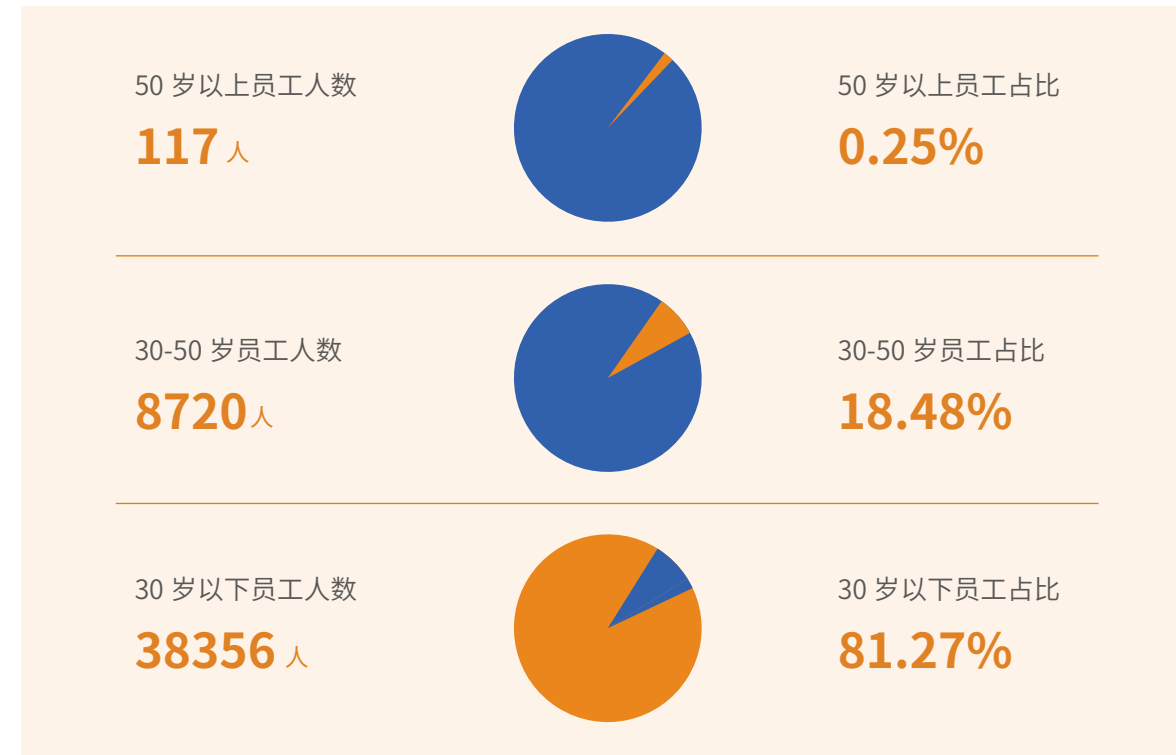 50 岁以上员工人数
117 人
50 岁以上员工占比
0.25%
30-50 岁员工人数
8720 人
30-50 岁员工占比
18.48%
30 岁以下员工人数
38356 人
30 岁以下员工占比
81.27%